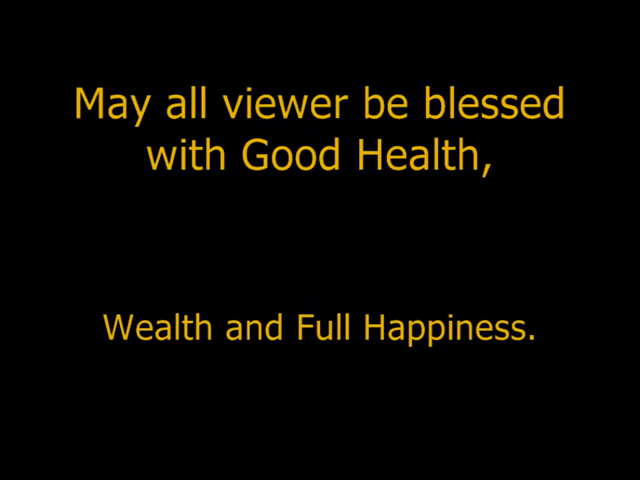 May all viewer be blessed
with Good Health,
Wealth and Full Happiness.